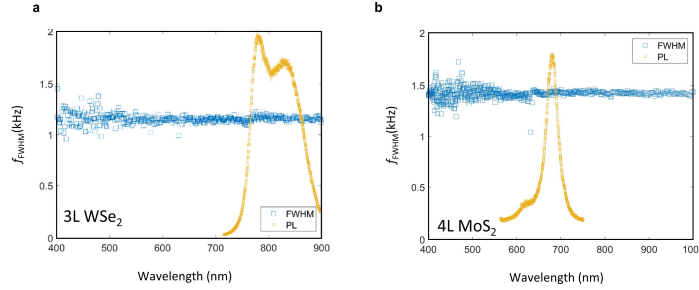 a
2
1.5
1
0.5
0
f_FWHM(kHz)
3L WSe₂
FWHM
PL
400 500 600 700 800 900
Wavelength (nm)
b
2
1.5
1
0.5
0
f_FWHM(kHz)
4L MoS₂
FWHM
PL
400 500 600 700 800 900 100
Wavelength (nm)